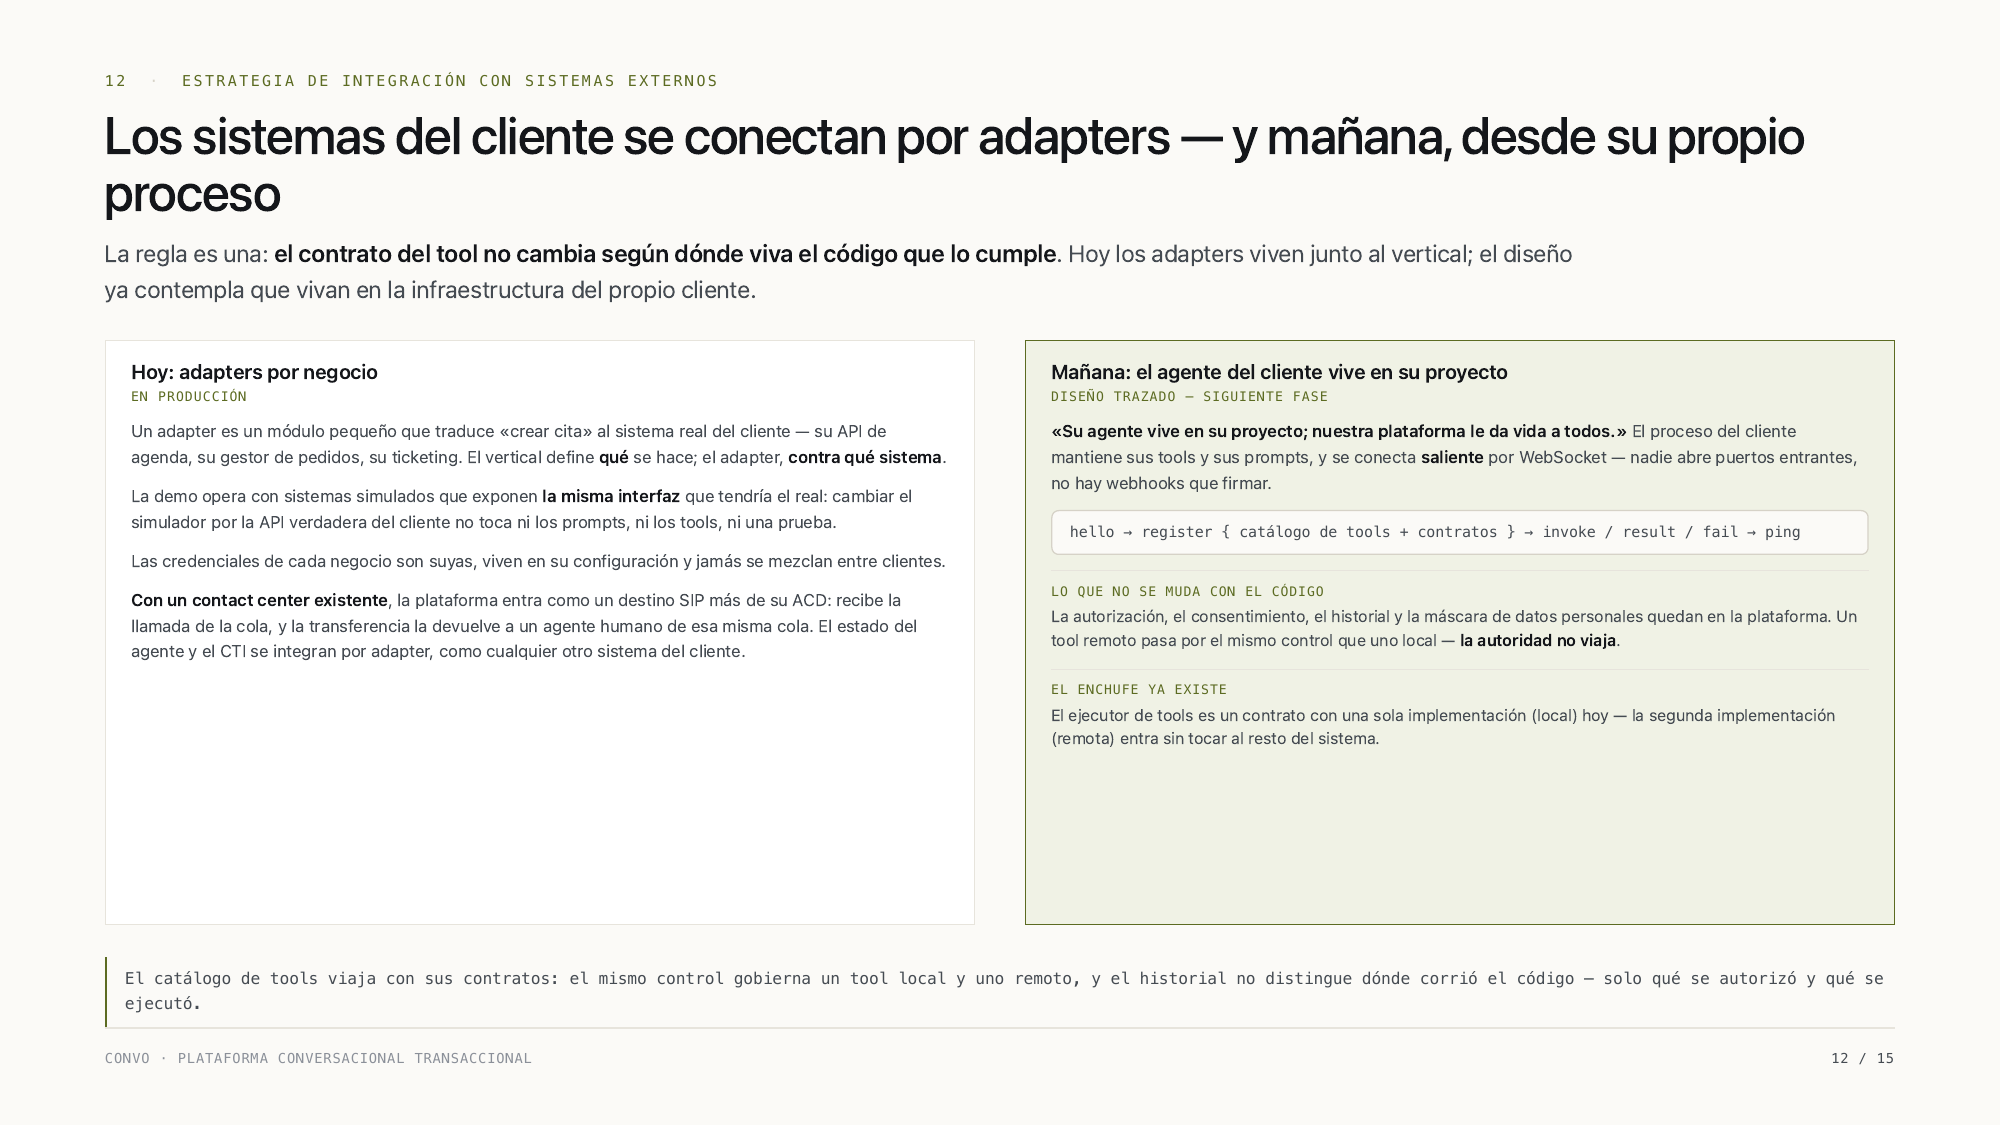 12 · ESTRATEGIA DE INTEGRACIÓN CON SISTEMAS EXTERNOS
Los sistemas del cliente se conectan por adapters — y mañana, desde su propio
proceso
La regla es una: el contrato del tool no cambia según dónde viva el código que lo cumple. Hoy los adapters viven junto al vertical; el diseño
ya contempla que vivan en la infraestructura del propio cliente.
Hoy: adapters por negocio
EN PRODUCCIÓN
Un adapter es un módulo pequeño que traduce «crear cita» al sistema real del cliente — su API de
agenda, su gestor de pedidos, su ticketing. El vertical define qué se hace; el adapter, contra qué sistema.
La demo opera con sistemas simulados que exponen la misma interfaz que tendría el real: cambiar el
simulador por la API verdadera del cliente no toca ni los prompts, ni los tools, ni una prueba.
Las credenciales de cada negocio son suyas, viven en su configuración y jamás se mezclan entre clientes.
Con un contact center existente, la plataforma entra como un destino SIP más de su ACD: recibe la
llamada de la cola, y la transferencia la devuelve a un agente humano de esa misma cola. El estado del
agente y el CTI se integran por adapter, como cualquier otro sistema del cliente.
Mañana: el agente del cliente vive en su proyecto
DISEÑO TRAZADO — SIGUIENTE FASE
«Su agente vive en su proyecto; nuestra plataforma le da vida a todos.» El proceso del cliente
mantiene sus tools y sus prompts, y se conecta saliente por WebSocket — nadie abre puertos entrantes,
no hay webhooks que firmar.
hello → register { catálogo de tools + contratos } → invoke / result / fail → ping
LO QUE NO SE MUDA CON EL CÓDIGO
La autorización, el consentimiento, el historial y la máscara de datos personales quedan en la plataforma. Un
tool remoto pasa por el mismo control que uno local — la autoridad no viaja.
EL ENCHUFE YA EXISTE
El ejecutor de tools es un contrato con una sola implementación (local) hoy — la segunda implementación
(remota) entra sin tocar al resto del sistema.
El catálogo de tools viaja con sus contratos: el mismo control gobierna un tool local y uno remoto, y el historial no distingue dónde corrió el código — solo qué se autorizó y qué se
ejecutó.
CONVO · PLATAFORMA CONVERSACIONAL TRANSACCIONAL
12 / 15